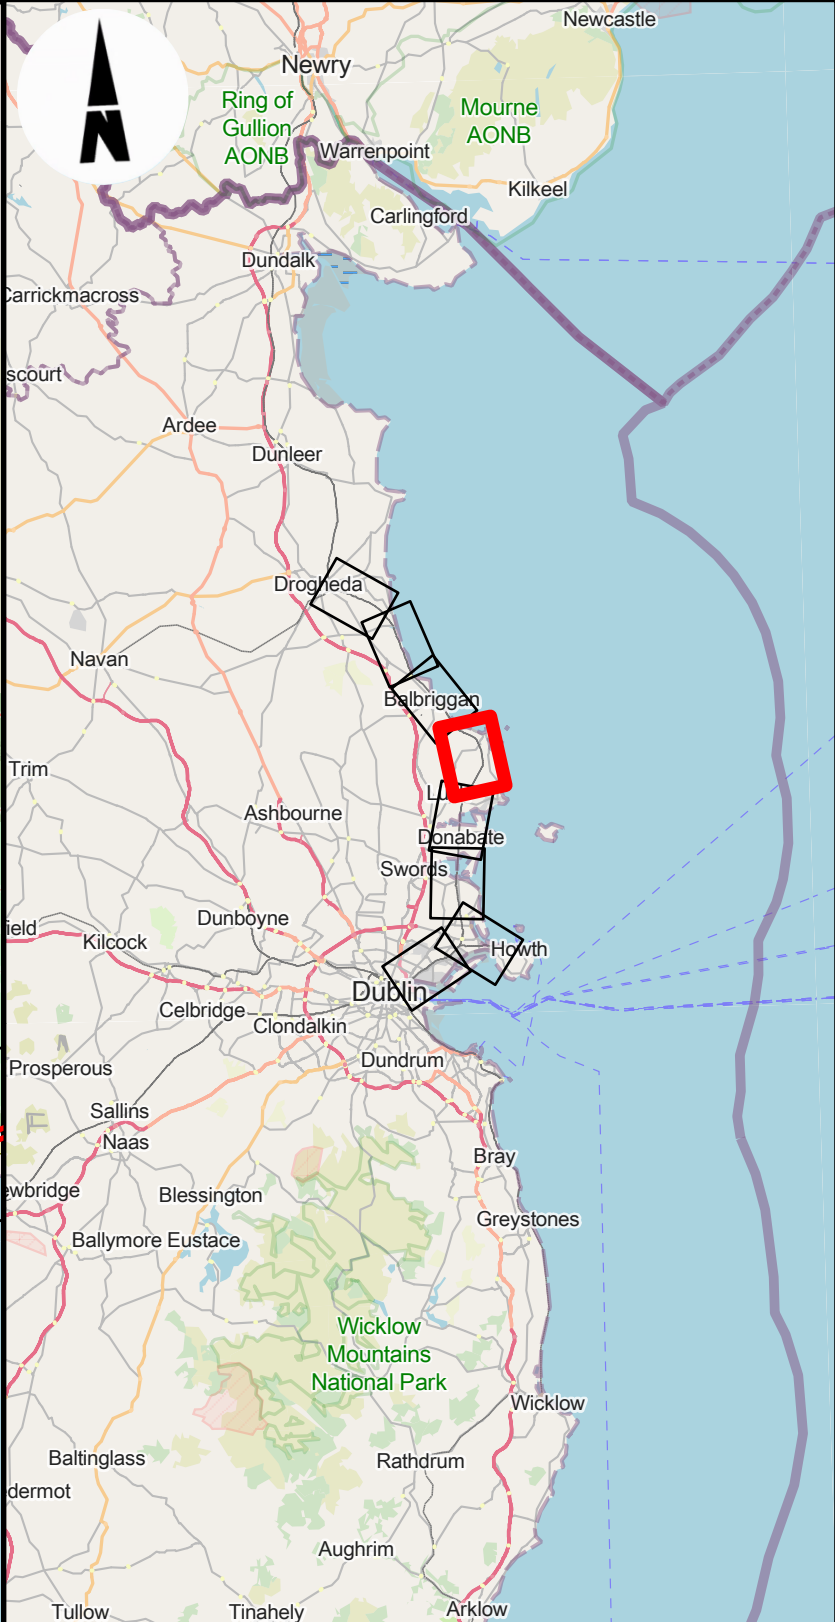 Newcastle
Newry
Ring of
Gullion
AONB
Mourne
AONB
Warrenpoint
Kilkeel
Carlingford
N
Dundalk
Carrickmacross
scourt
Ardee
Dunleer
Drogheda
Navan
Balbriggan
Trim
Lu
Ashbourne
Donabate
Swords
Dunboyne
ield
Kilcock
Howth
Dublin
Celbridge
Clondalkin
Dundrum
Prosperous
Sallins
Naas
Bray
ewbridge
Blessington
Greystones
Ballymore Eustace
Wicklow
Mountains
National Park
Wicklow
Baltinglass
Rathdrum
dermot
Aughrim
Tullow
Tinahely
Arklow